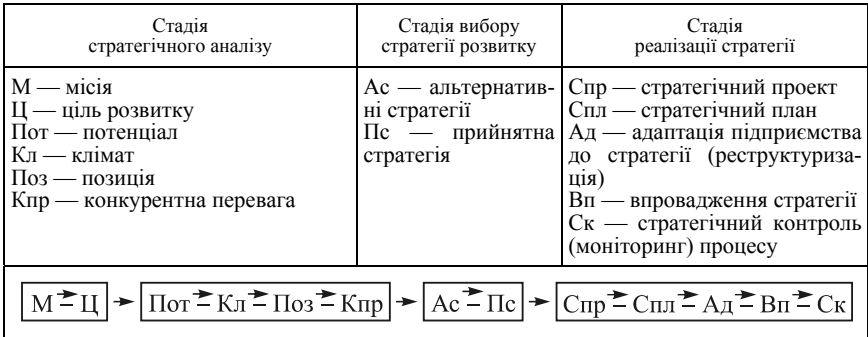 Стадія
стратегічного аналізу
Стадія вибору
стратегії розвитку
Стадія
реалізації стратегії
М — місія
Ц — ціль розвитку
Пот — потенціал
Кл — клімат
Поз — позиція
Кпр — конкурентна перевага
Ас — альтернатив-
ні стратегії
Пс — прийнятна
стратегія
Спр — стратегічний проект
Спл — стратегічний план
Ад — адаптація підприємства
до стратегії (реструктуриза-
ція)
Вп — впровадження стратегії
Ск — стратегічний контроль
(моніторинг) процесу
М Ц Пот Кл Поз Кпр Ас Пс Спр Спл Ад Вп Ск